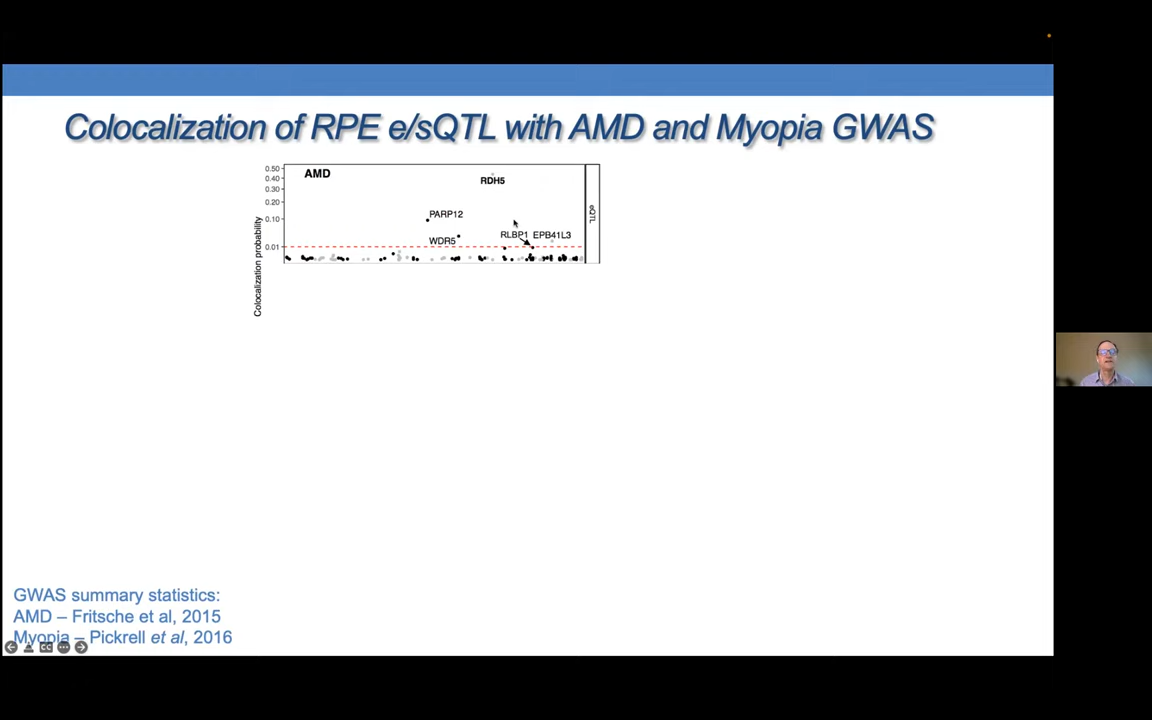 Colocalization of RPE e/sQTL with AMD and Myopia GWAS
AMD
Colocalization probability
0.50
0.40
0.30
0.20
0.10
0.01
RDH5
PARP12
WDR5
RLBP1
EPB41L3
eQTL
GWAS summary statistics:
AMD – Fritsche et al, 2015
Myopia – Pickrell et al, 2016
CC